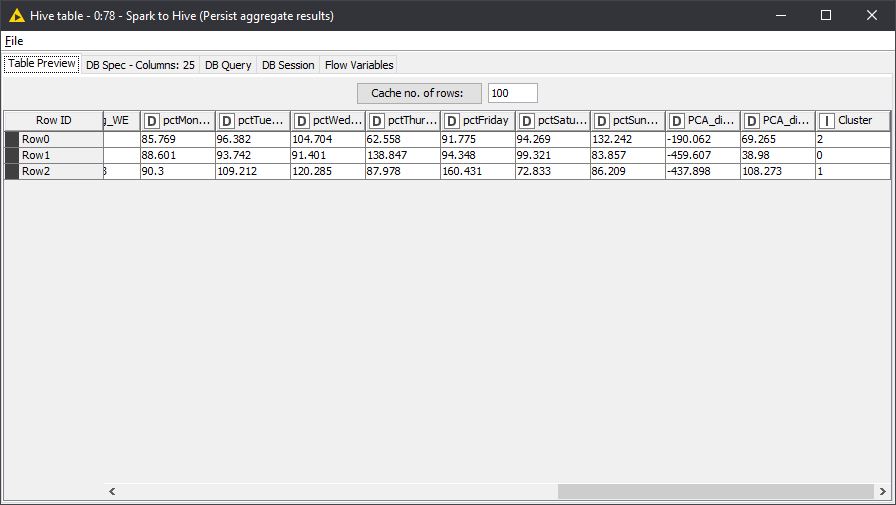 Hive table - 0:78 - Spark to Hive (Persist aggregate results)
File
Table Preview DB Spec - Columns: 25 DB Query DB Session Flow Variables
Cache no. of rows: 100
Row ID g_WE D pctMon... D pctTue... D pctWed... D pctThur... D pctFriday D pctSatu... D pctSun... D PCA_di... D PCA_di... I Cluster
Row0 85.769 96.382 104.704 62.558 91.775 94.269 132.242 -190.062 69.265 2
Row1 88.601 93.742 91.401 138.847 94.348 99.321 83.857 -459.607 38.98 0
Row2 3 90.3 109.212 120.285 87.978 160.431 72.833 86.209 -437.898 108.273 1